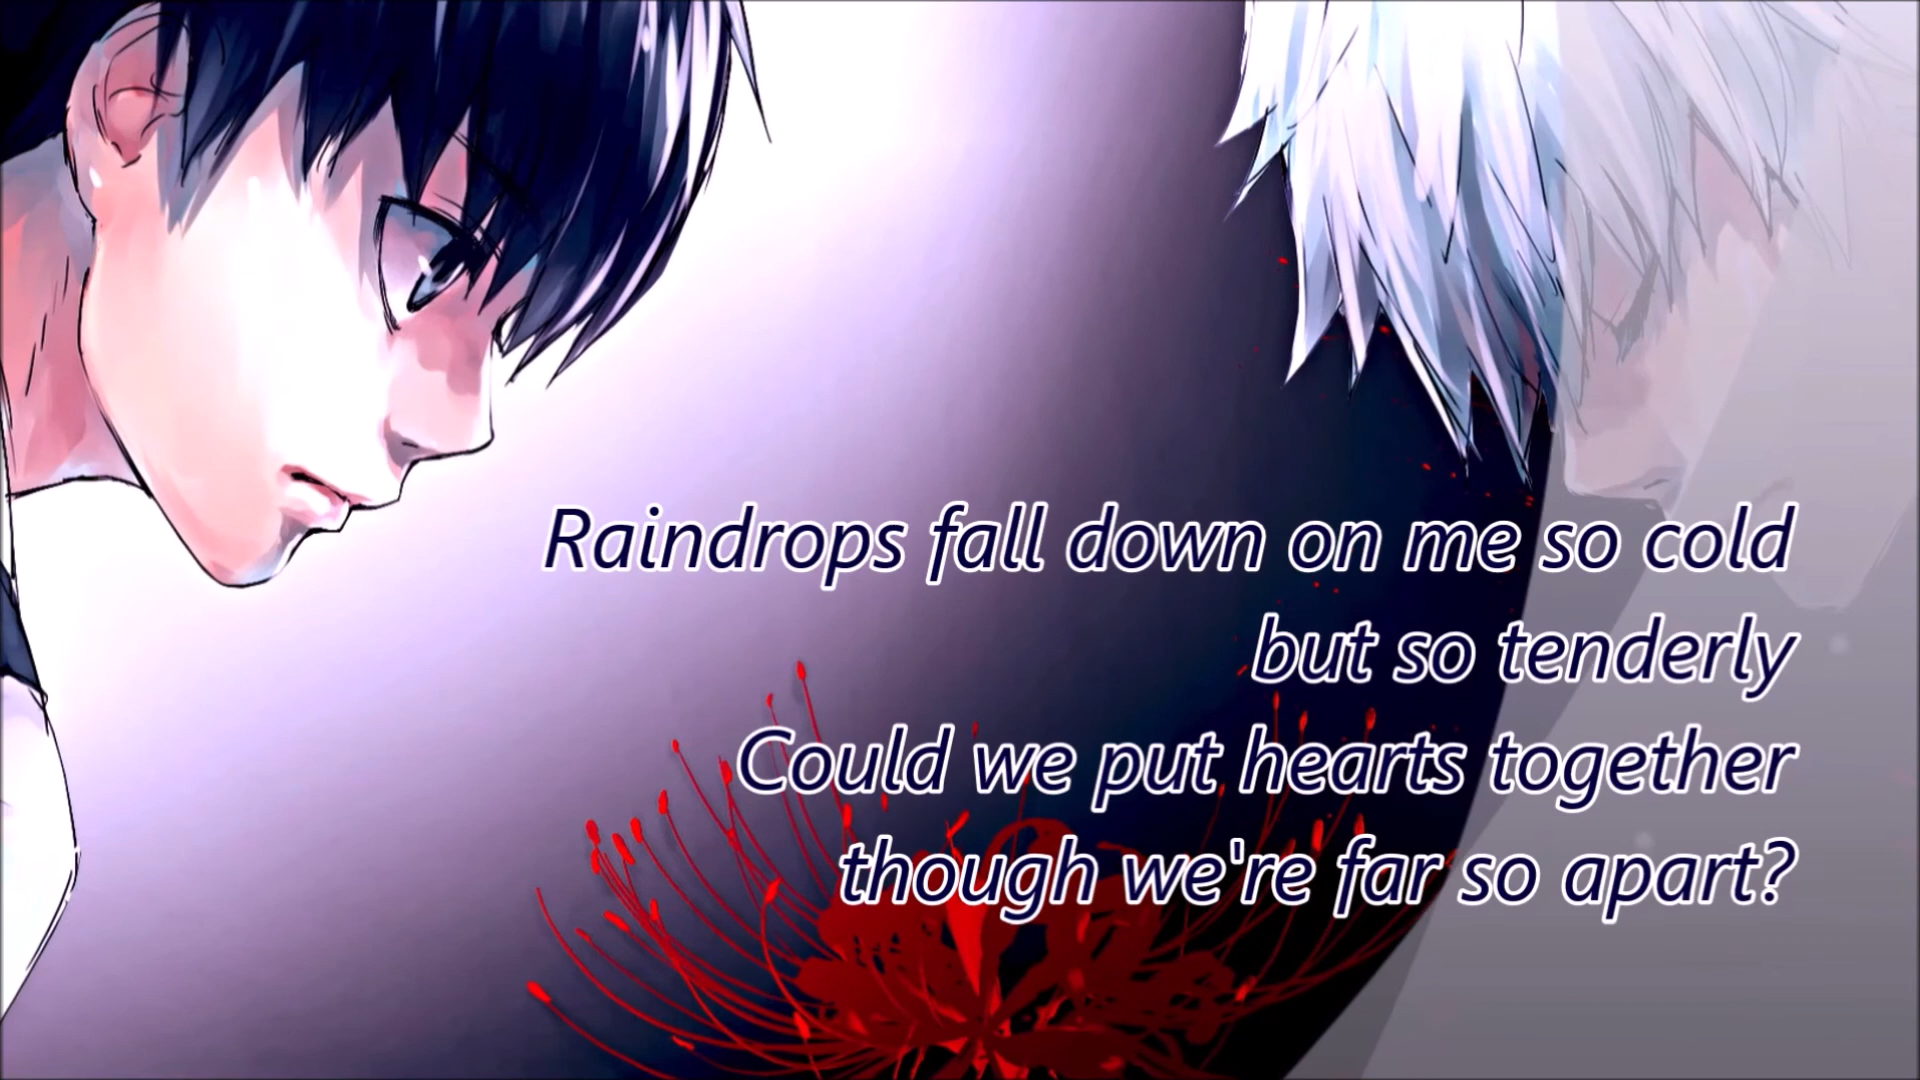 Raindrops fall down on me so cold
but so tenderly
Could we put hearts together
though we're far so apart?